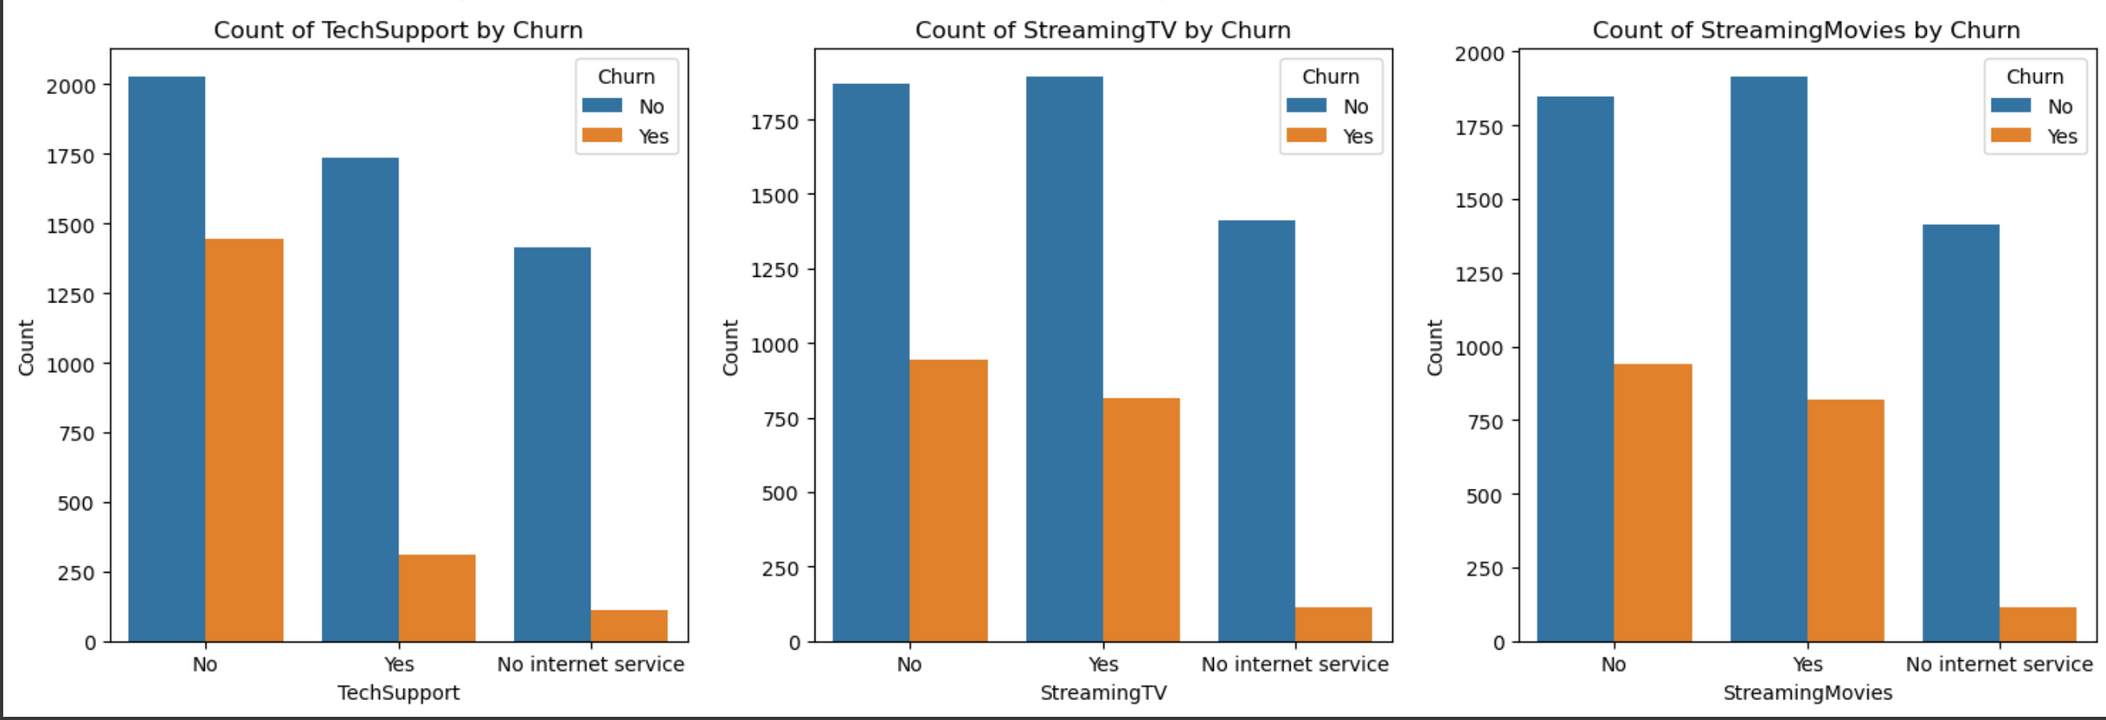 Count of TechSupport by Churn
Churn
No
Yes
2000
1750
1500
1250
1000
750
500
250
0
Count
No Yes No internet service
TechSupport
Count of StreamingTV by Churn
Churn
No
Yes
1750
1500
1250
1000
750
500
250
0
Count
No Yes No internet service
StreamingTV
Count of StreamingMovies by Churn
Churn
No
Yes
2000
1750
1500
1250
1000
750
500
250
0
Count
No Yes No internet service
StreamingMovies